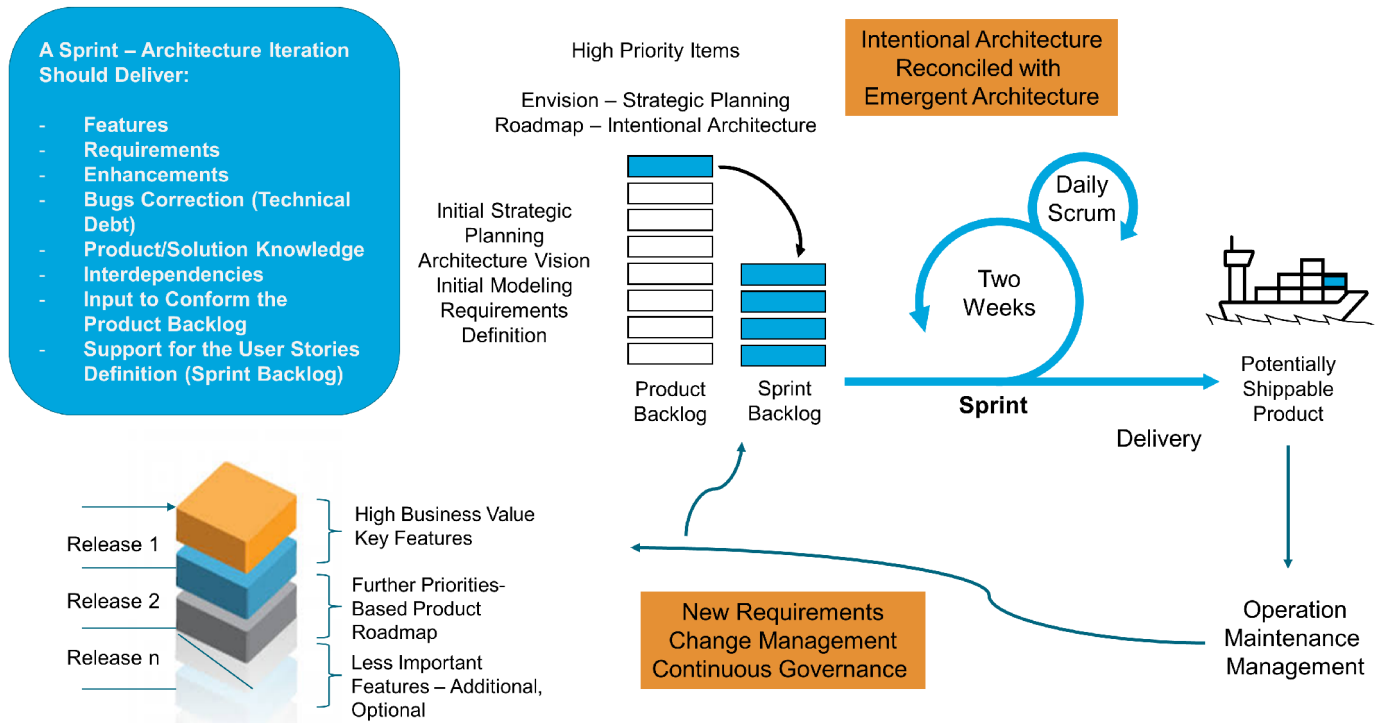 A Sprint – Architecture Iteration
Should Deliver:
- Features
- Requirements
- Enhancements
- Bugs Correction (Technical
Debt)
- Product/Solution Knowledge
- Interdependencies
- Input to Conform the
Product Backlog
- Support for the User Stories
Definition (Sprint Backlog)
High Priority Items
Envision – Strategic Planning
Roadmap – Intentional Architecture
Intentional Architecture
Reconciled with
Emergent Architecture
Initial Strategic
Planning
Architecture Vision
Initial Modeling
Requirements
Definition
Product
Backlog
Sprint
Backlog
Daily
Scrum
Two
Weeks
Sprint
Delivery
Potentially
Shippable
Product
Release 1
Release 2
Release n
High Business Value
Key Features
Further Priorities-
Based Product
Roadmap
Less Important
Features – Additional,
Optional
New Requirements
Change Management
Continuous Governance
Operation
Maintenance
Management